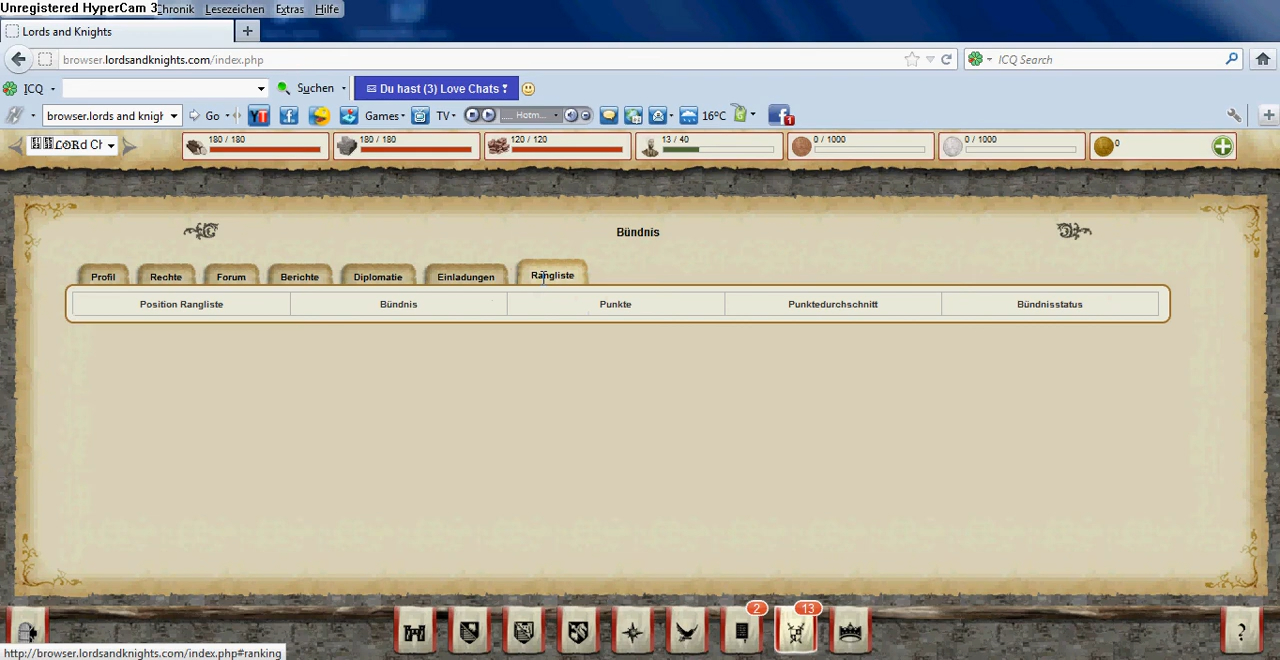 Unregistered HyperCam 3 Chronik Lesezeichen Extras Hilfe
Lords and Knights
browser.lordsandknights.com/index.php
ICQ Search
ICQ
Suchen
Du hast (3) Love Chats
browser.lords and knigh
Go
YT
Games
TV
Hotm...
16°C
1
180 / 180
180 / 180
120 / 120
13 / 40
0 / 1000
0 / 1000
0
Bündnis
Profil
Rechte
Forum
Berichte
Diplomatie
Einladungen
Rangliste
Position Rangliste
Bündnis
Punkte
Punktedurchschnitt
Bündnisstatus
2
13
?
http://browser.lordsandknights.com/index.php#ranking